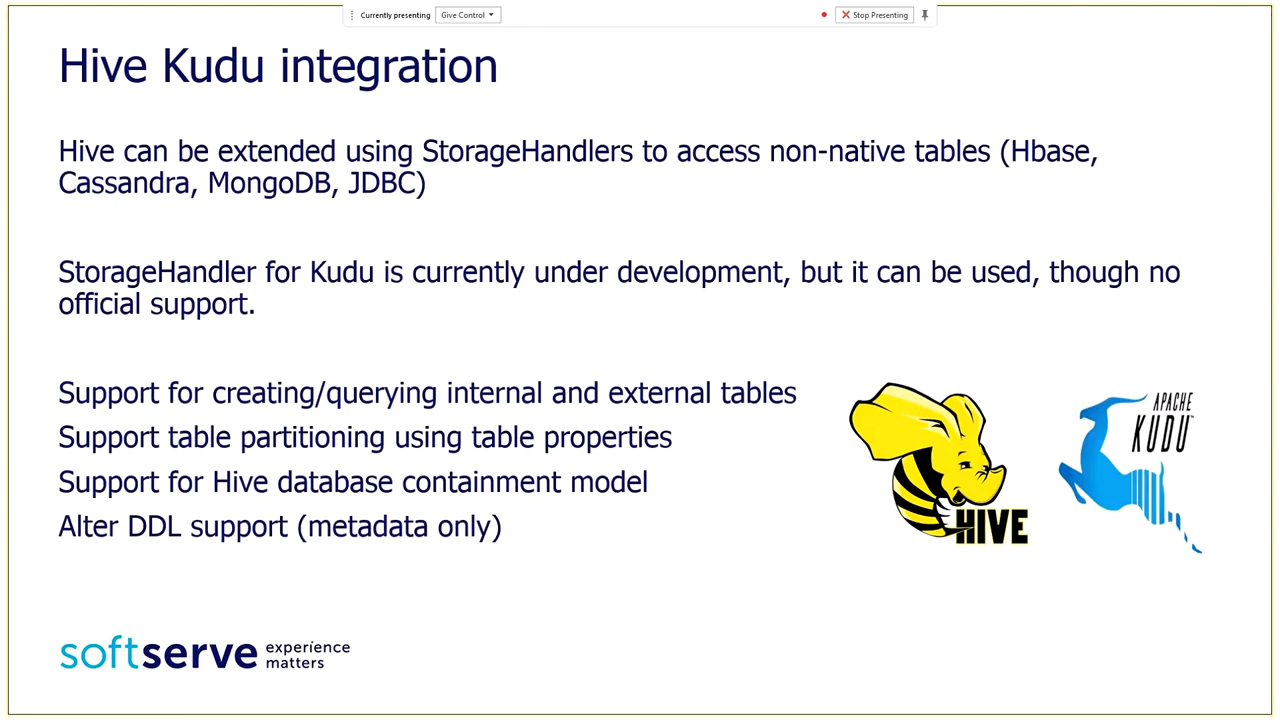 Currently presenting Give Control Stop Presenting
Hive Kudu integration
Hive can be extended using StorageHandlers to access non-native tables (Hbase,
Cassandra, MongoDB, JDBC)
StorageHandler for Kudu is currently under development, but it can be used, though no
official support.
Support for creating/querying internal and external tables
Support table partitioning using table properties
Support for Hive database containment model
Alter DDL support (metadata only)
HIVE
APACHE
KUDU™
softserve experience
matters